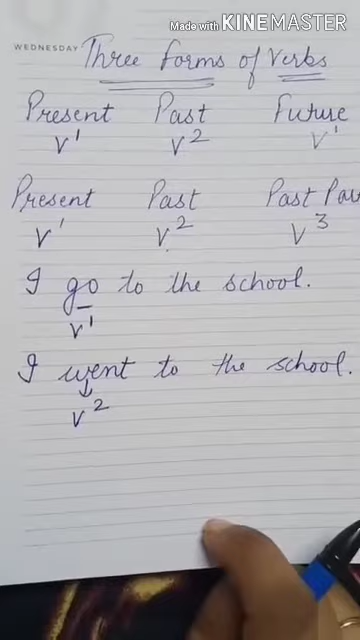 Made with KINEMASTER
WEDNESDAY
Three forms of Verbs
Present Past Future
V1 V2 V1
Present Past Past
V1 V2 V3
I go to the school.
V1
I went to the school.
V2